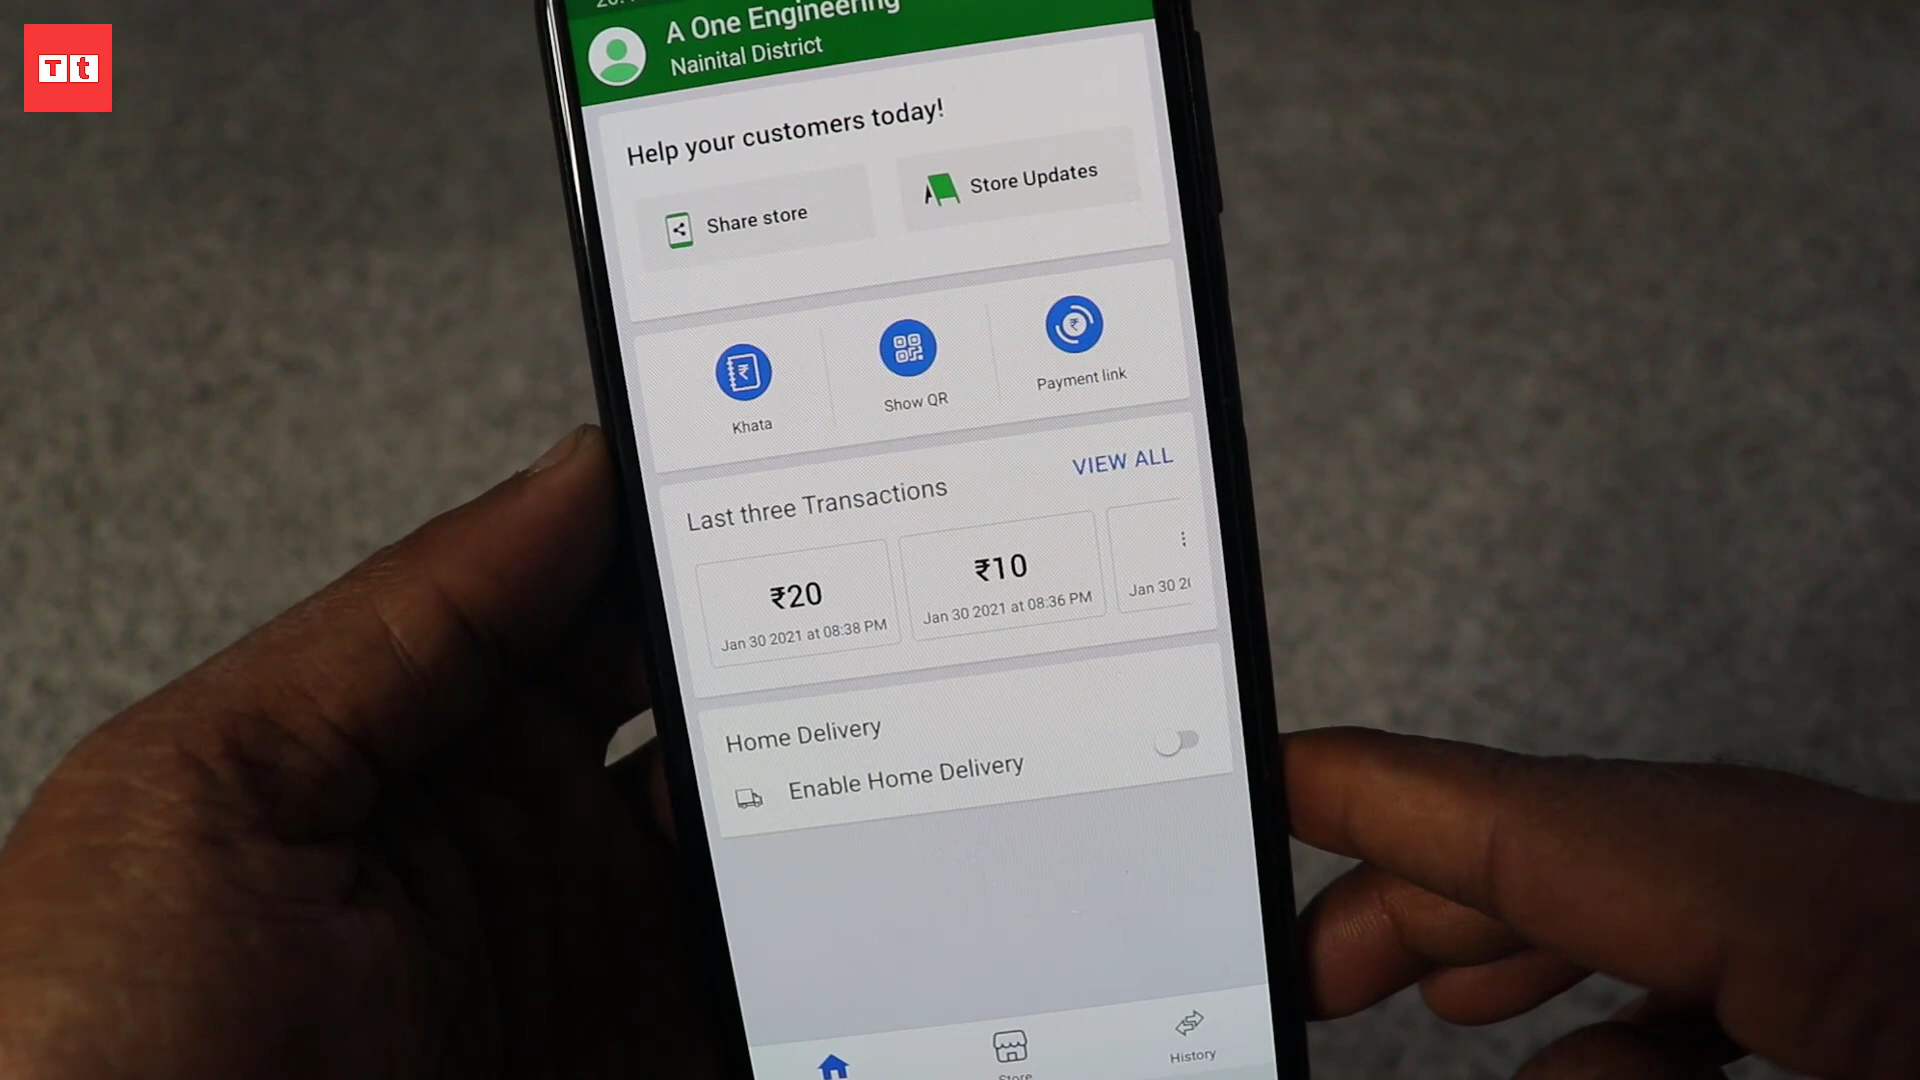 Tt
A One Engineering
Nainital District
Help your customers today!
Share store
Store Updates
Khata
Show QR
Payment link
Last three Transactions
VIEW ALL
₹20
Jan 30 2021 at 08:38 PM
₹10
Jan 30 2021 at 08:36 PM
Jan 30
Home Delivery
Enable Home Delivery
Store
History